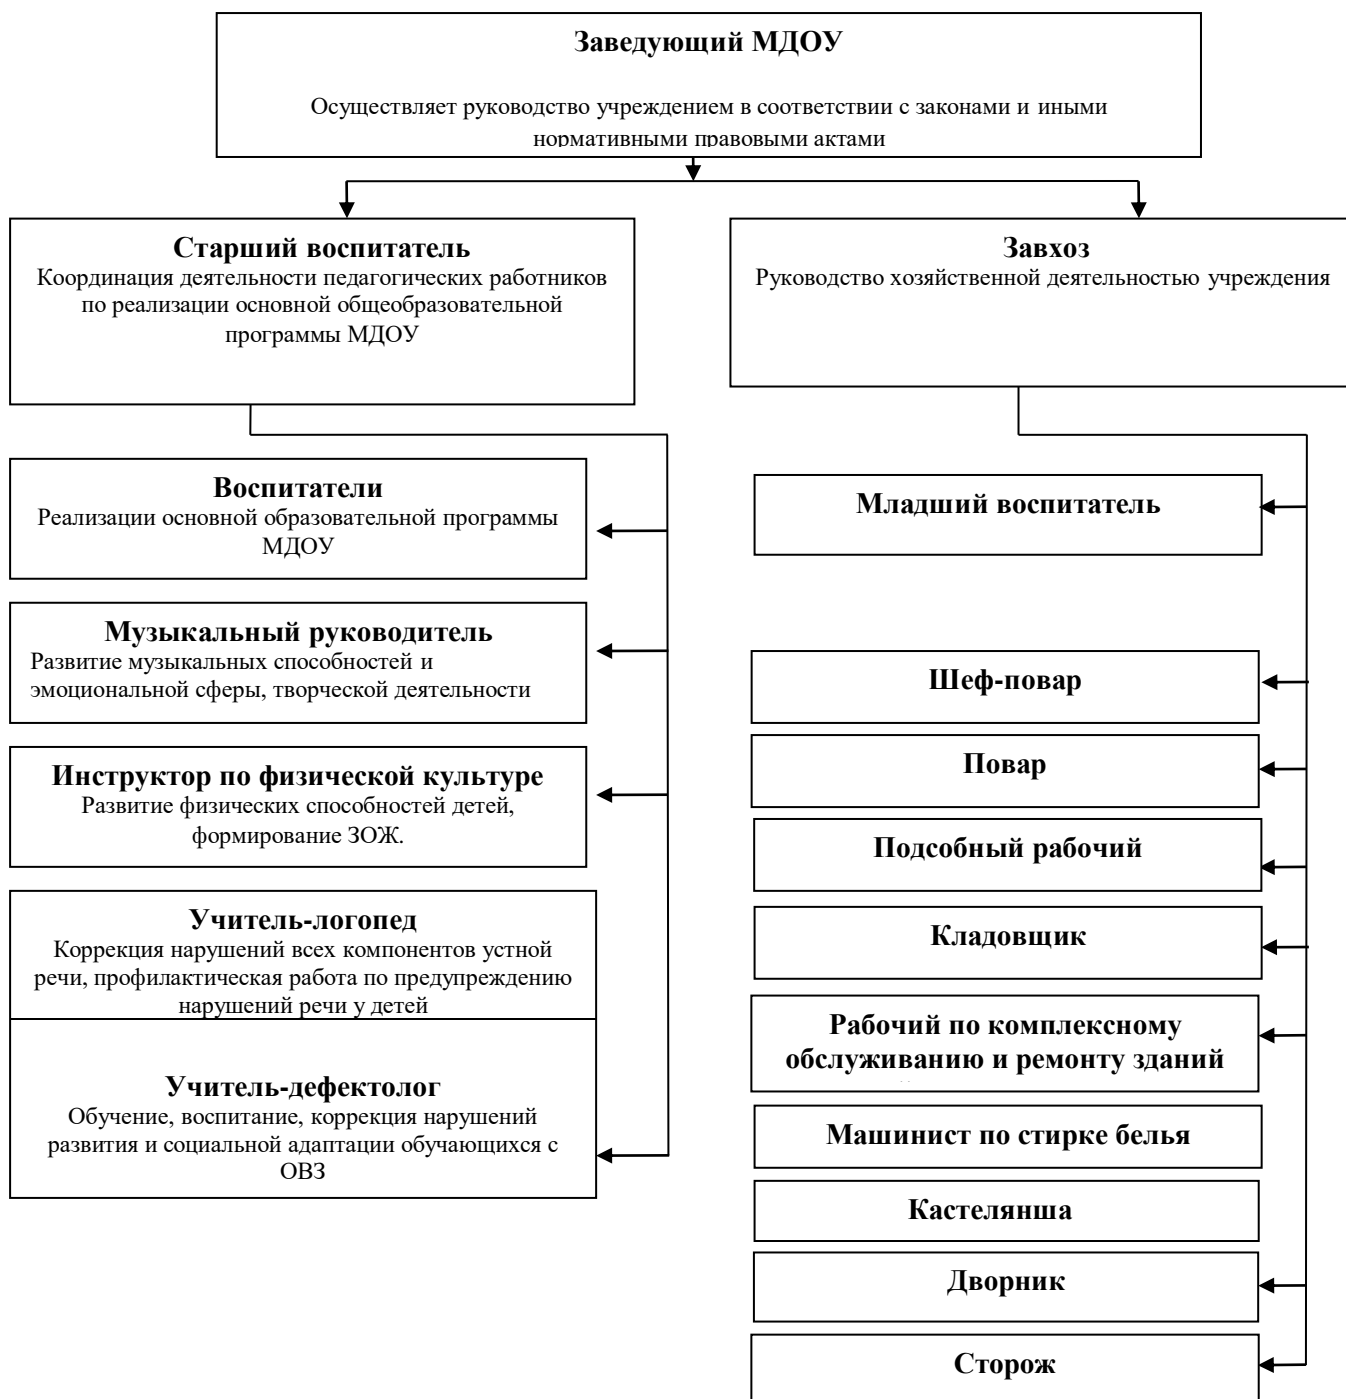 Заведующий МДОУ
Осуществляет руководство учреждением в соответствии с законами и иными
нормативными правовыми актами
Старший воспитатель
Координация деятельности педагогических работников
по реализации основной общеобразовательной
программы МДОУ
Завхоз
Руководство хозяйственной деятельностью учреждения
Воспитатели
Реализации основной образовательной программы
МДОУ
Музыкальный руководитель
Развитие музыкальных способностей и
эмоциональной сферы, творческой деятельности
Инструктор по физической культуре
Развитие физических способностей детей,
формирование ЗОЖ.
Учитель-логопед
Коррекция нарушений всех компонентов устной
речи, профилактическая работа по предупреждению
нарушений речи у детей
Учитель-дефектолог
Обучение, воспитание, коррекция нарушений
развития и социальной адаптации обучающихся с
ОВЗ
Младший воспитатель
Шеф-повар
Повар
Подсобный рабочий
Кладовщик
Рабочий по комплексному
обслуживанию и ремонту зданий
Машинист по стирке белья
Кастелянша
Дворник
Сторож